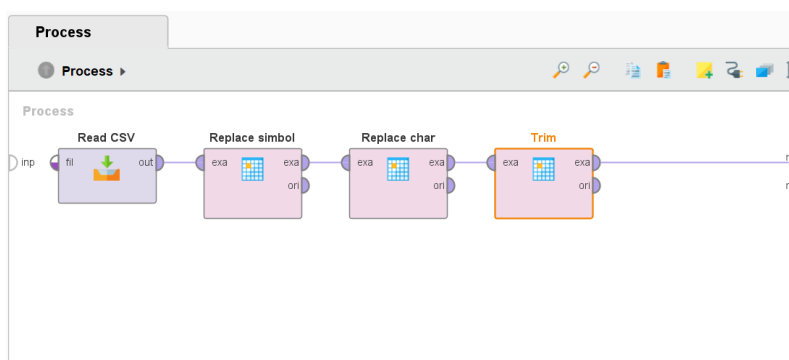 Process
Process
Process
Read CSV
Replace simbol
Replace char
Trim
inp
fil
out
exa
exa
exa
exa
exa
exa
ori
ori
ori